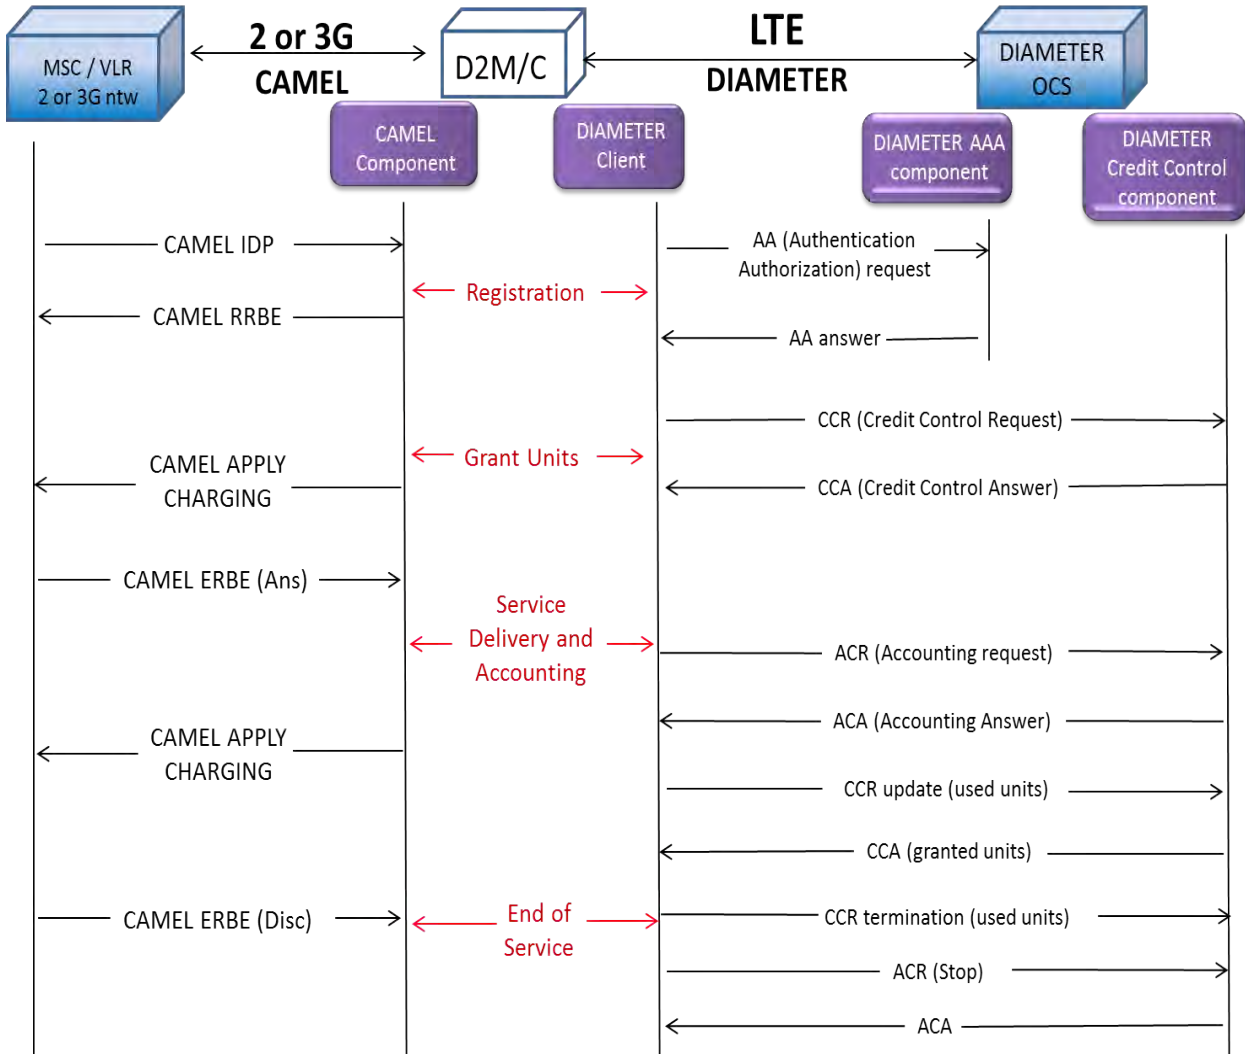 2 or 3G
CAMEL
LTE
DIAMETER
MSC / VLR
2 or 3G ntw
D2M/C
DIAMETER
OCS
CAMEL
Component
DIAMETER
Client
DIAMETER AAA
component
DIAMETER
Credit Control
component
CAMEL IDP
AA (Authentication
Authorization) request
Registration
CAMEL RRBE
AA answer
CCR (Credit Control Request)
Grant Units
CAMEL APPLY
CHARGING
CCA (Credit Control Answer)
CAMEL ERBE (Ans)
Service
Delivery and
Accounting
ACR (Accounting request)
ACA (Accounting Answer)
CAMEL APPLY
CHARGING
CCR update (used units)
CCA (granted units)
CAMEL ERBE (Disc)
End of
Service
CCR termination (used units)
ACR (Stop)
ACA